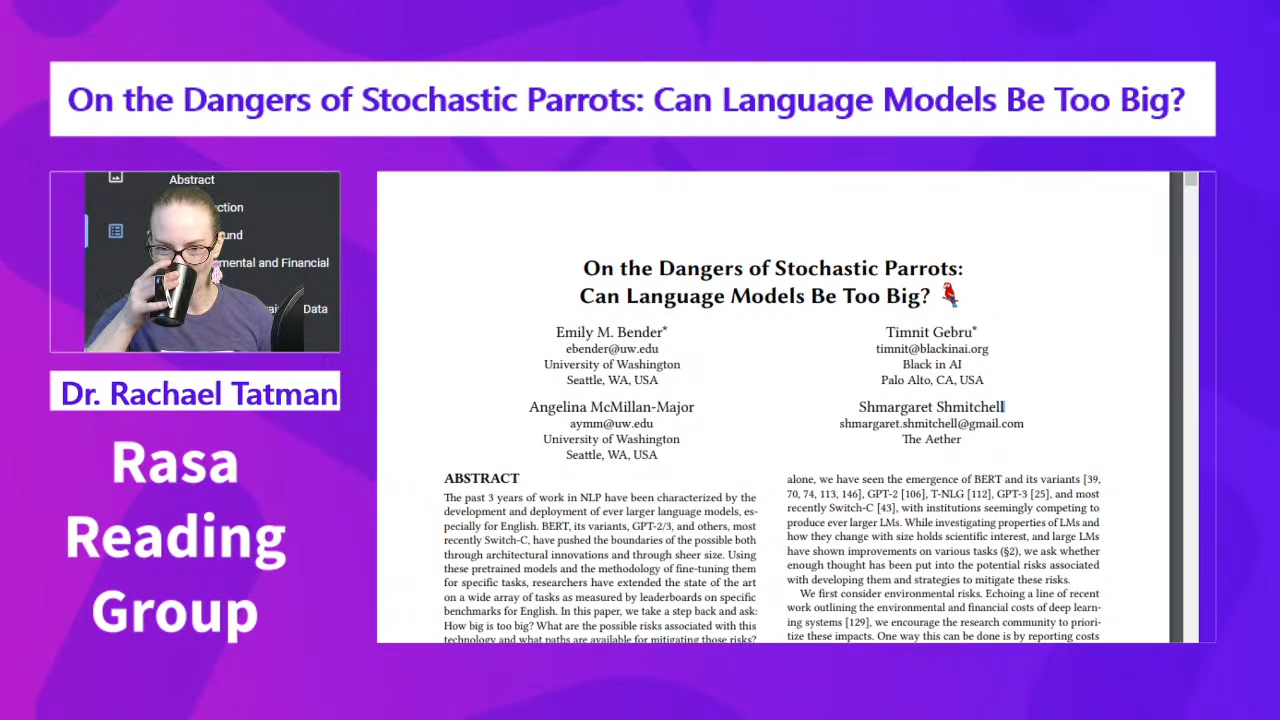 On the Dangers of Stochastic Parrots: Can Language Models Be Too Big?
Abstract
ction
und
mental and Financial
Data
Dr. Rachael Tatman
Rasa
Reading
Group
On the Dangers of Stochastic Parrots:
Can Language Models Be Too Big? 🦜
Emily M. Bender*
ebender@uw.edu
University of Washington
Seattle, WA, USA
Timnit Gebru*
timnit@blackinai.org
Black in AI
Palo Alto, CA, USA
Angelina McMillan-Major
aymm@uw.edu
University of Washington
Seattle, WA, USA
Shmargaret Shmitchell
shmargaret.shmitchell@gmail.com
The Aether
ABSTRACT
The past 3 years of work in NLP have been characterized by the
development and deployment of ever larger language models, es-
pecially for English. BERT, its variants, GPT-2/3, and others, most
recently Switch-C, have pushed the boundaries of the possible both
through architectural innovations and through sheer size. Using
these pretrained models and the methodology of fine-tuning them
for specific tasks, researchers have extended the state of the art
on a wide array of tasks as measured by leaderboards on specific
benchmarks for English. In this paper, we take a step back and ask:
How big is too big? What are the possible risks associated with this
technology and what paths are available for mitigating those risks?
alone, we have seen the emergence of BERT and its variants [39,
70, 74, 113, 146], GPT-2 [106], T-NLG [112], GPT-3 [25], and most
recently Switch-C [43], with institutions seemingly competing to
produce ever larger LMs. While investigating properties of LMs and
how they change with size holds scientific interest, and large LMs
have shown improvements on various tasks (§2), we ask whether
enough thought has been put into the potential risks associated
with developing them and strategies to mitigate these risks.
We first consider environmental risks. Echoing a line of recent
work outlining the environmental and financial costs of deep learn-
ing systems [129], we encourage the research community to priori-
tize these impacts. One way this can be done is by reporting costs